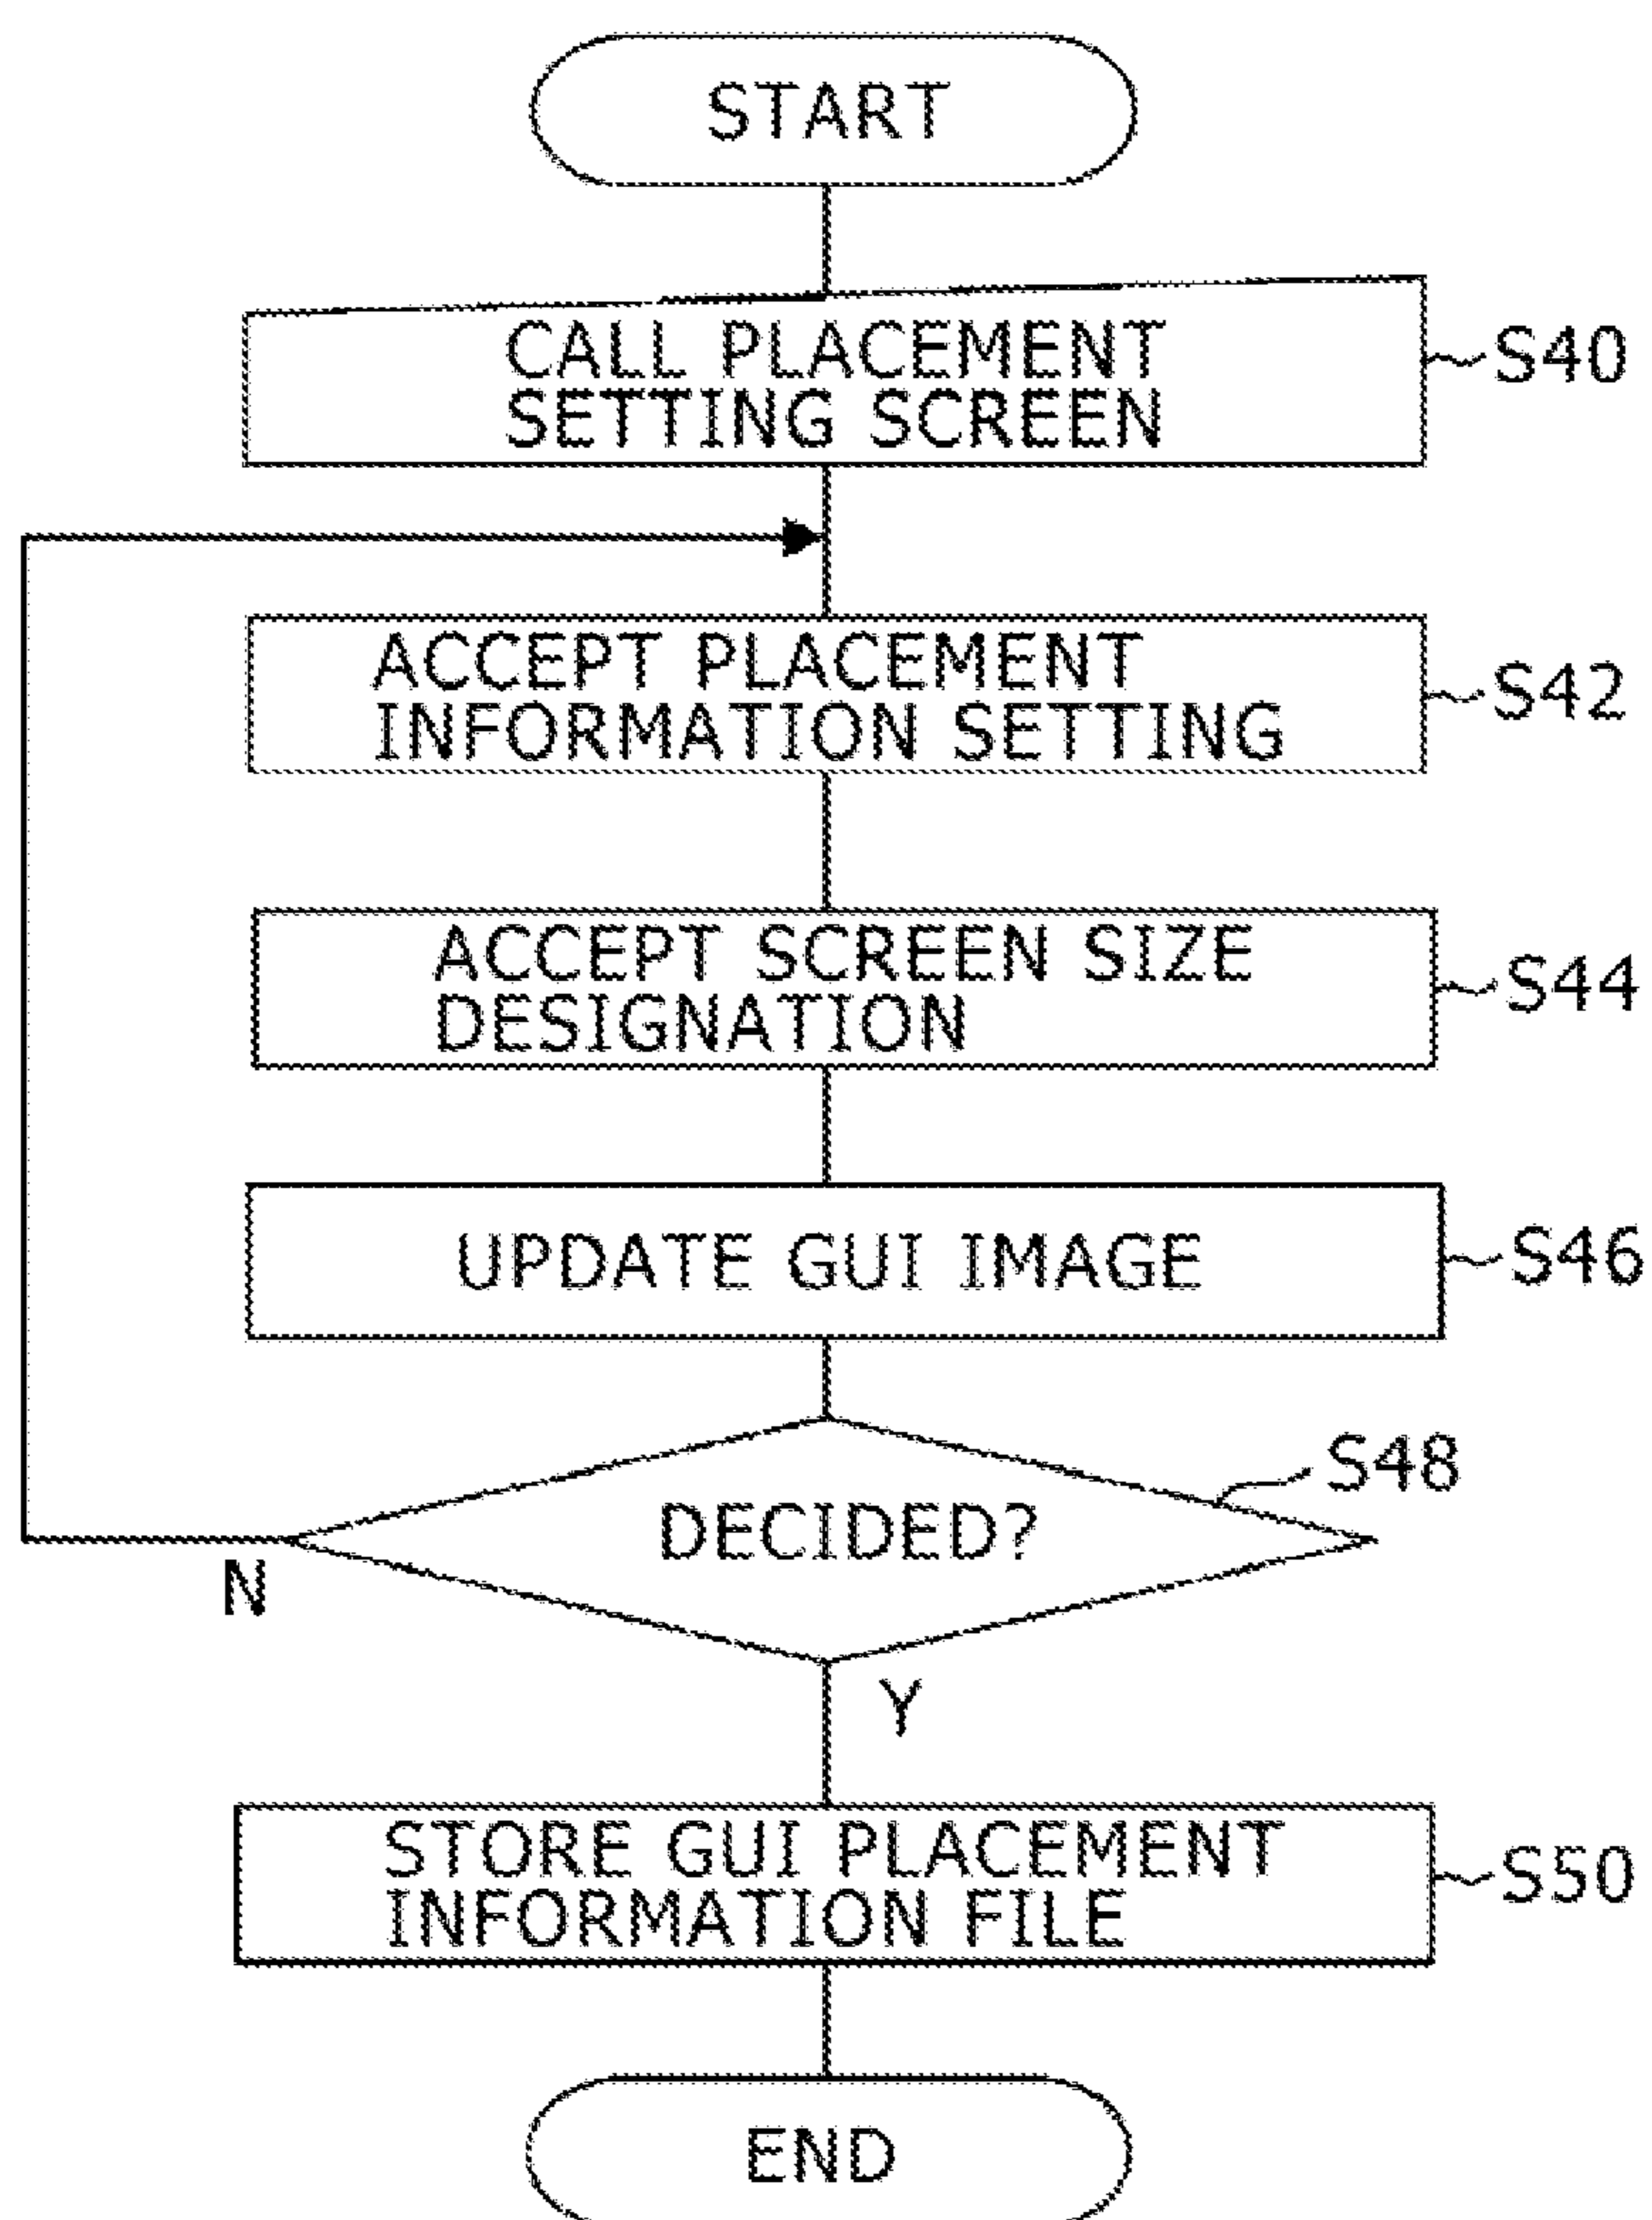 START
CALL PLACEMENT
SETTING SCREEN
S40
ACCEPT PLACEMENT
INFORMATION SETTING
S42
ACCEPT SCREEN SIZE
DESIGNATION
S44
UPDATE GUI IMAGE
S46
DECIDED?
S48
N
Y
STORE GUI PLACEMENT
INFORMATION FILE
S50
END